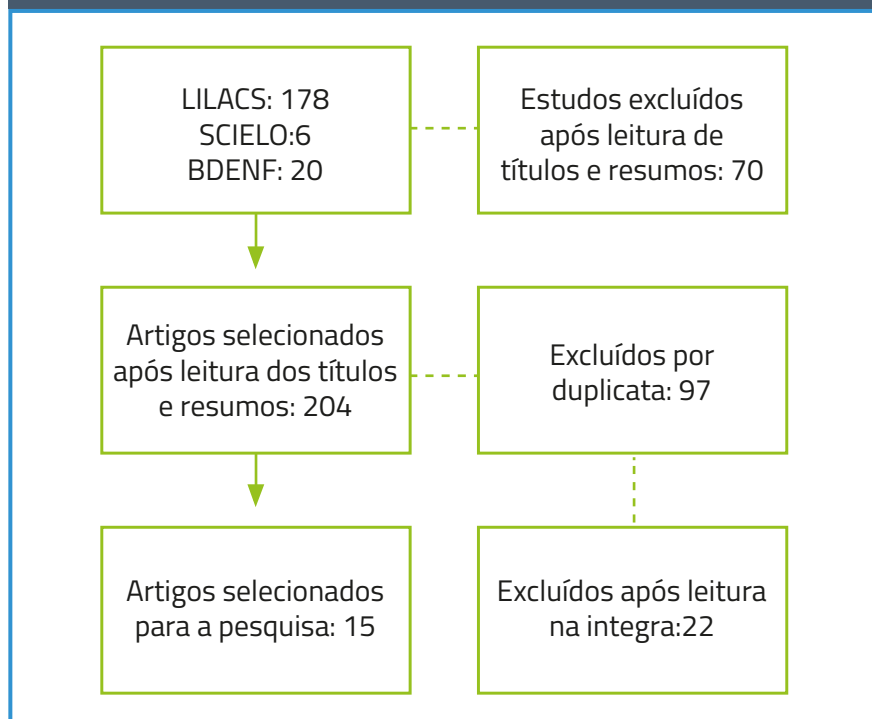 LILACS: 178
SCIELO:6
BDENF: 20
Estudos excluídos
após leitura de
títulos e resumos: 70
Artigos selecionados
após leitura dos títulos
e resumos: 204
Excluídos por
duplicata: 97
Artigos selecionados
para a pesquisa: 15
Excluídos após leitura
na integra:22